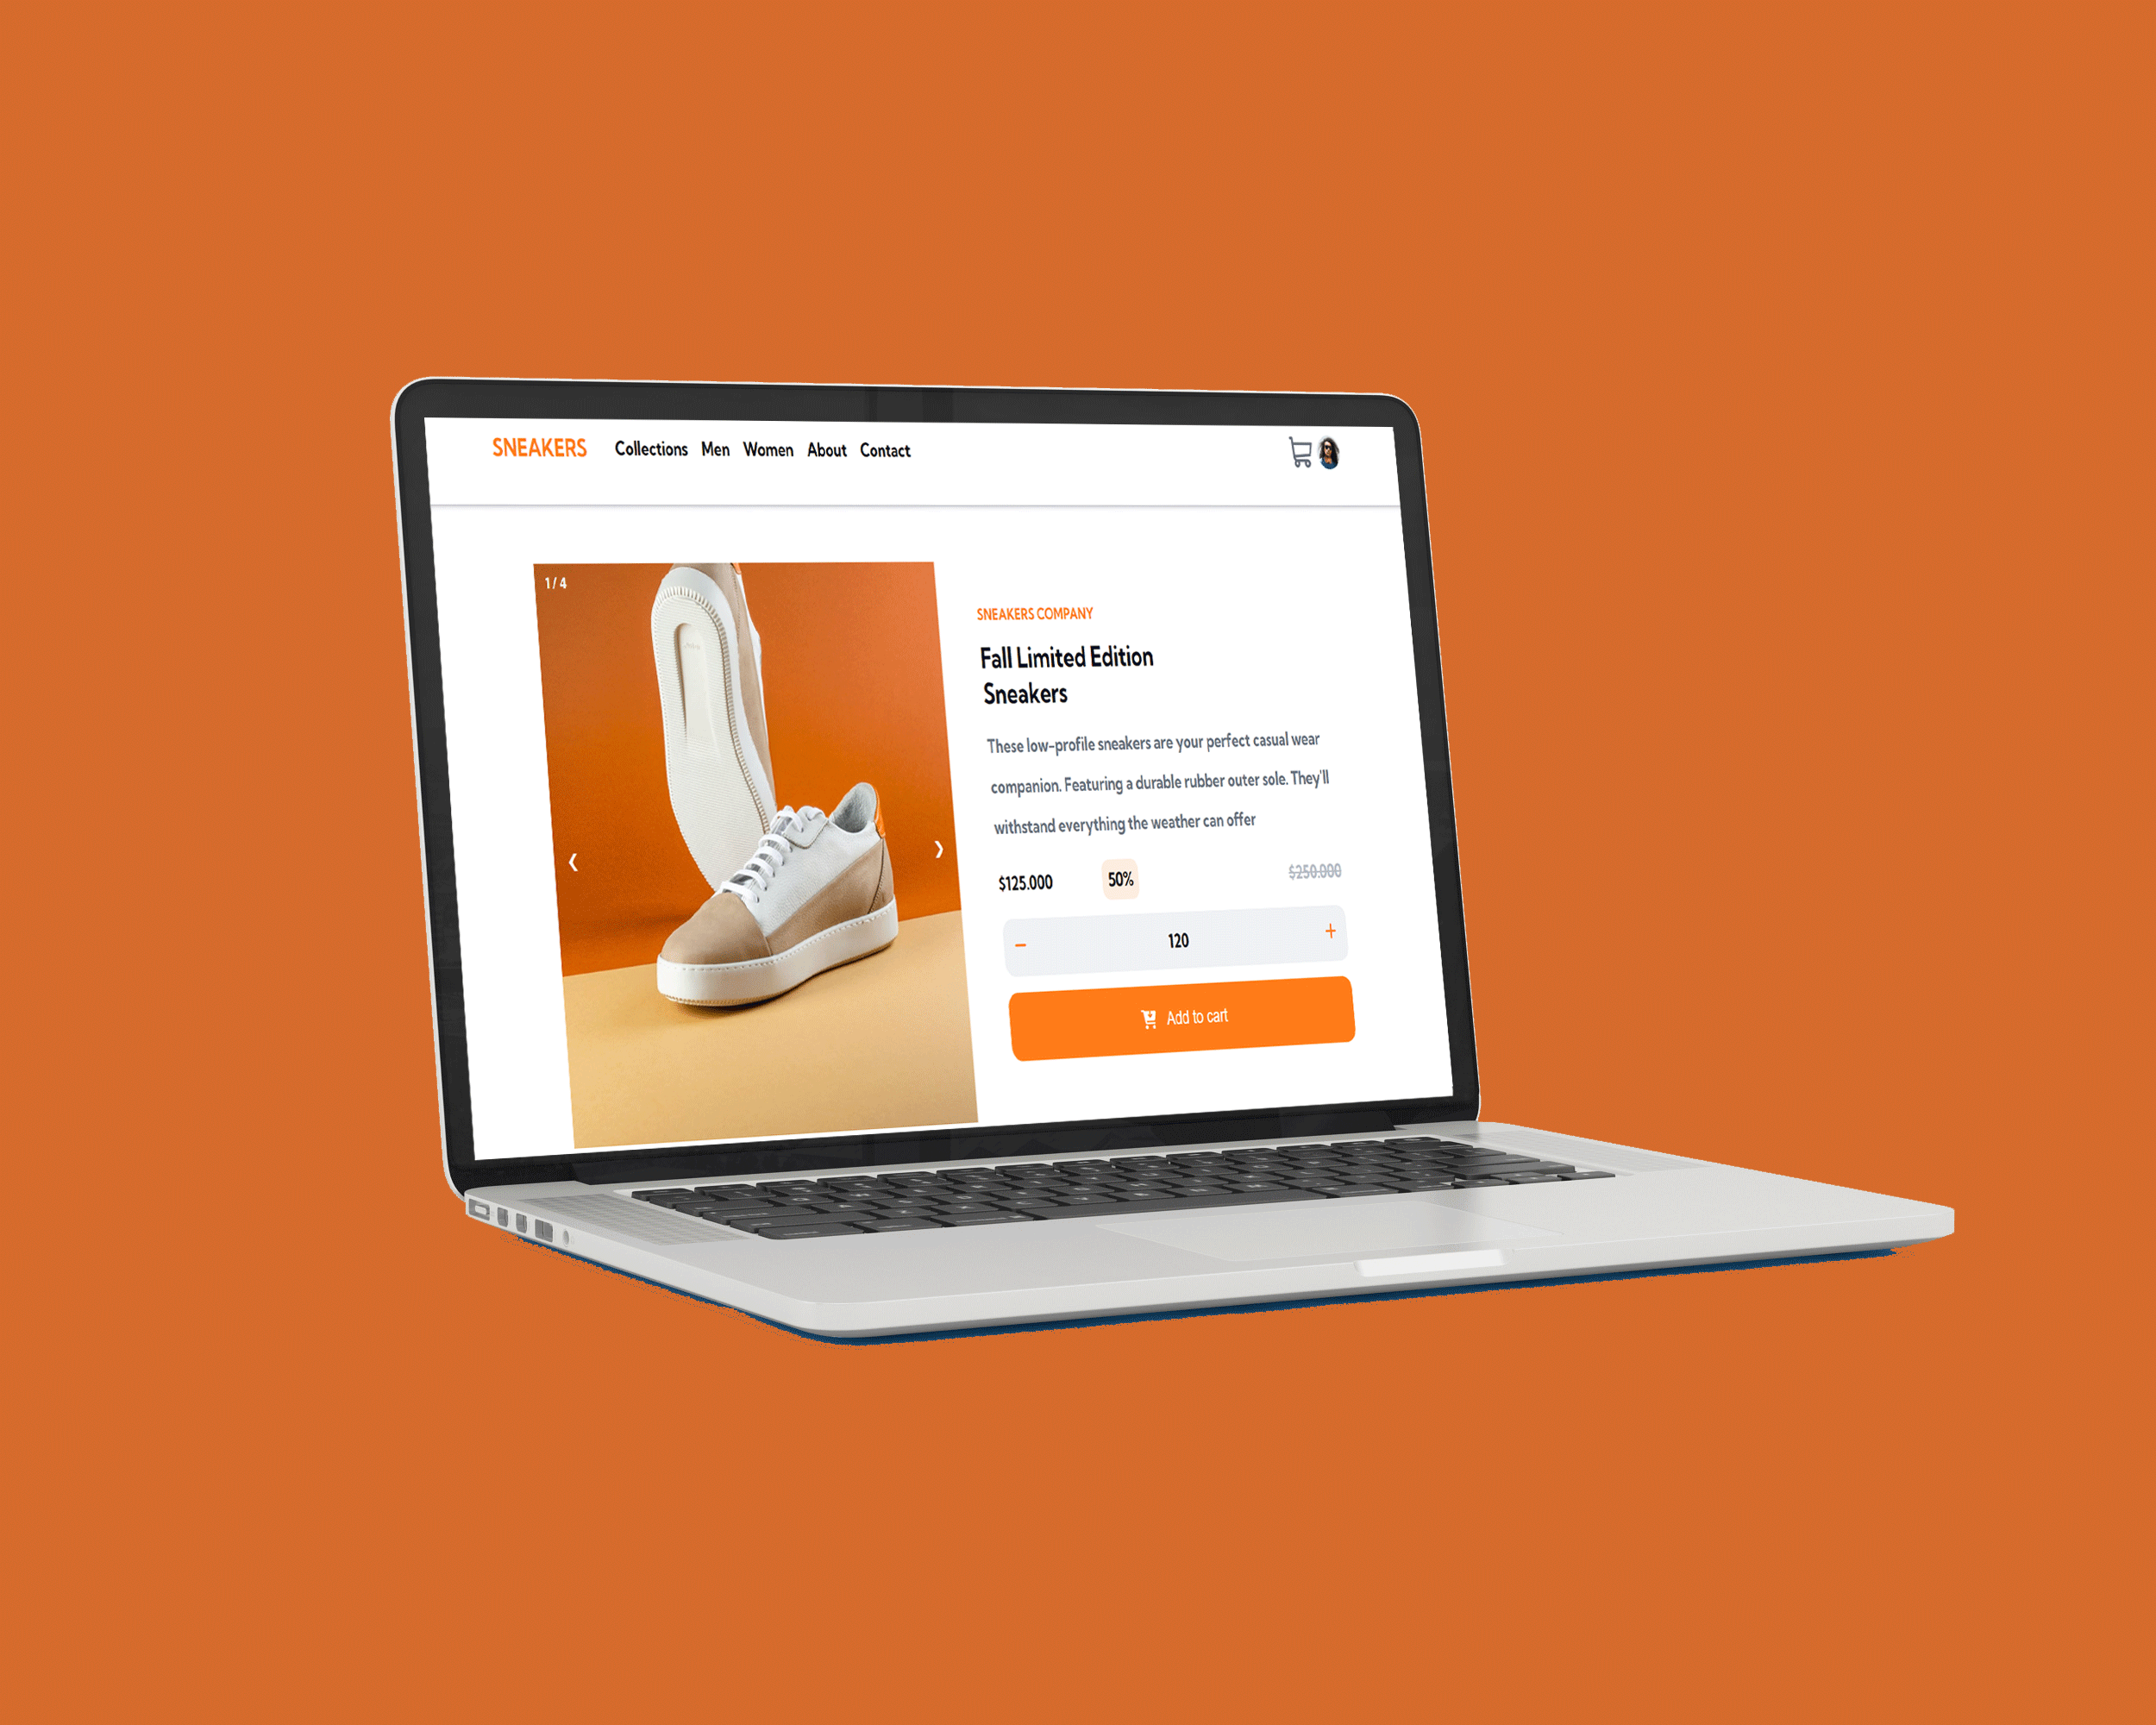 SNEAKERS Collections Men Women About Contact
1 / 4
SNEAKERS COMPANY
Fall Limited Edition
Sneakers
These low-profile sneakers are your perfect casual wear
companion. Featuring a durable rubber outer sole. They'll
withstand everything the weather can offer
$125.000 50% $250.000
− 120 +
Add to cart